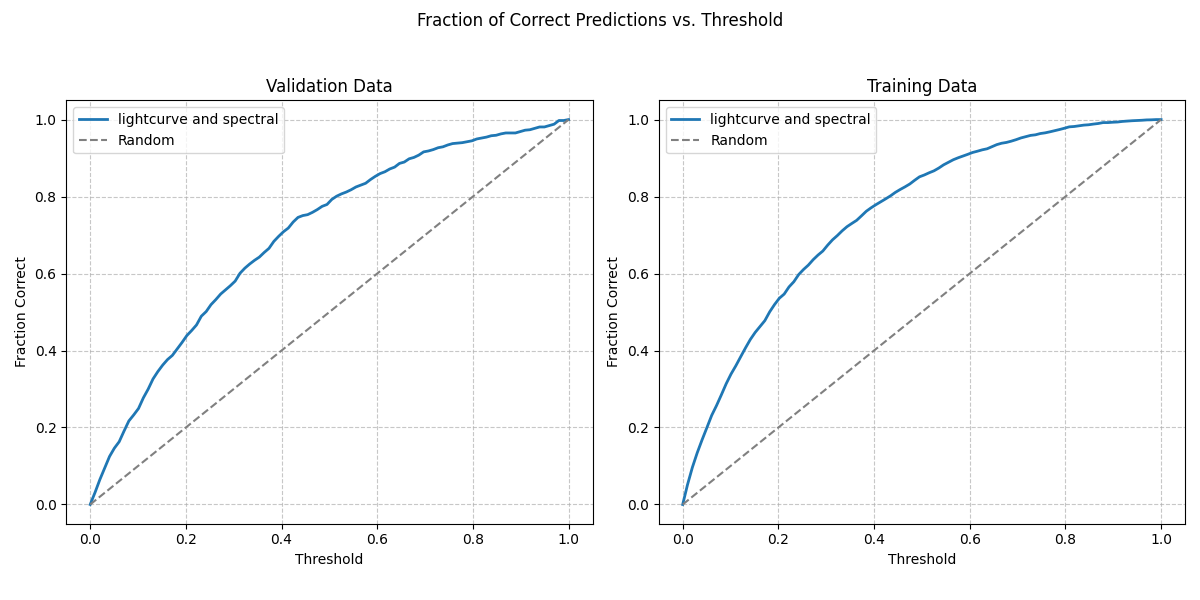 Fraction of Correct Predictions vs. Threshold
Validation Data
lightcurve and spectral
Random
Fraction Correct
1.0
0.8
0.6
0.4
0.2
0.0
0.0 0.2 0.4 0.6 0.8 1.0
Threshold
Training Data
lightcurve and spectral
Random
Fraction Correct
1.0
0.8
0.6
0.4
0.2
0.0
0.0 0.2 0.4 0.6 0.8 1.0
Threshold